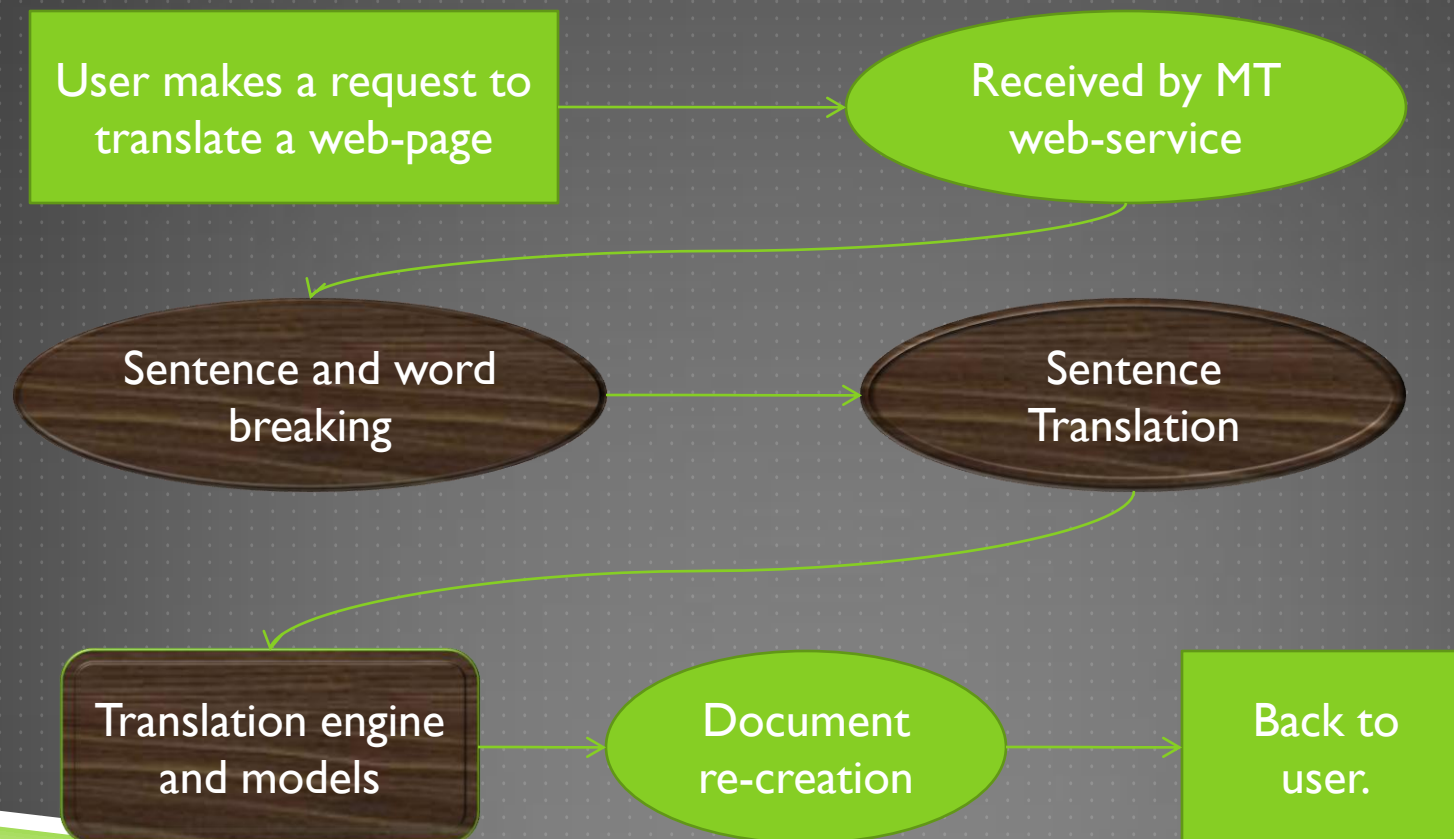 User makes a request to
translate a web-page
Received by MT
web-service
Sentence and word
breaking
Sentence
Translation
Translation engine
and models
Document
re-creation
Back to
user.